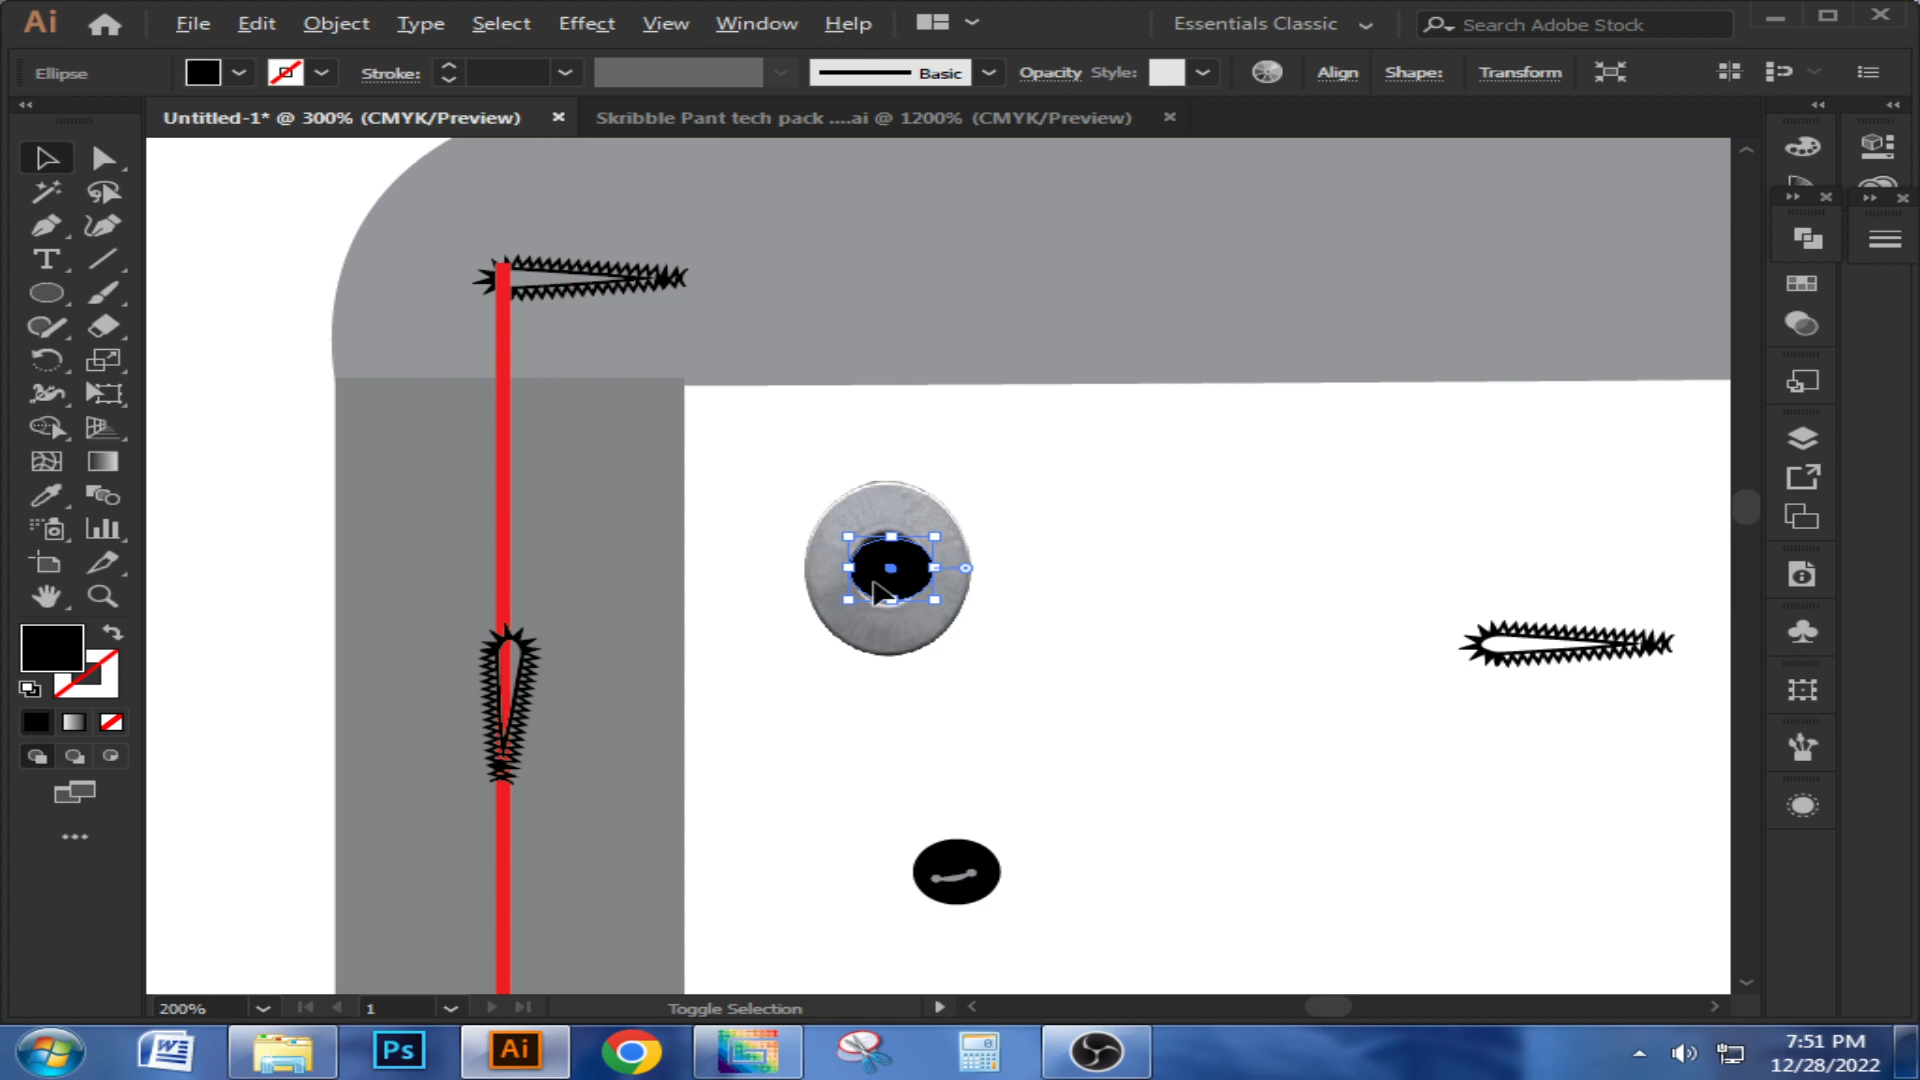 Ai File Edit Object Type Select Effect View Window Help Essentials Classic Search Adobe Stock
Ellipse Stroke: Basic Opacity Style: Align Shape: Transform
Untitled-1* @ 300% (CMYK/Preview) Skribble Pant tech pack ....ai @ 1200% (CMYK/Preview)
200% 1 Toggle Selection
Ps Ai
7:51 PM
12/28/2022